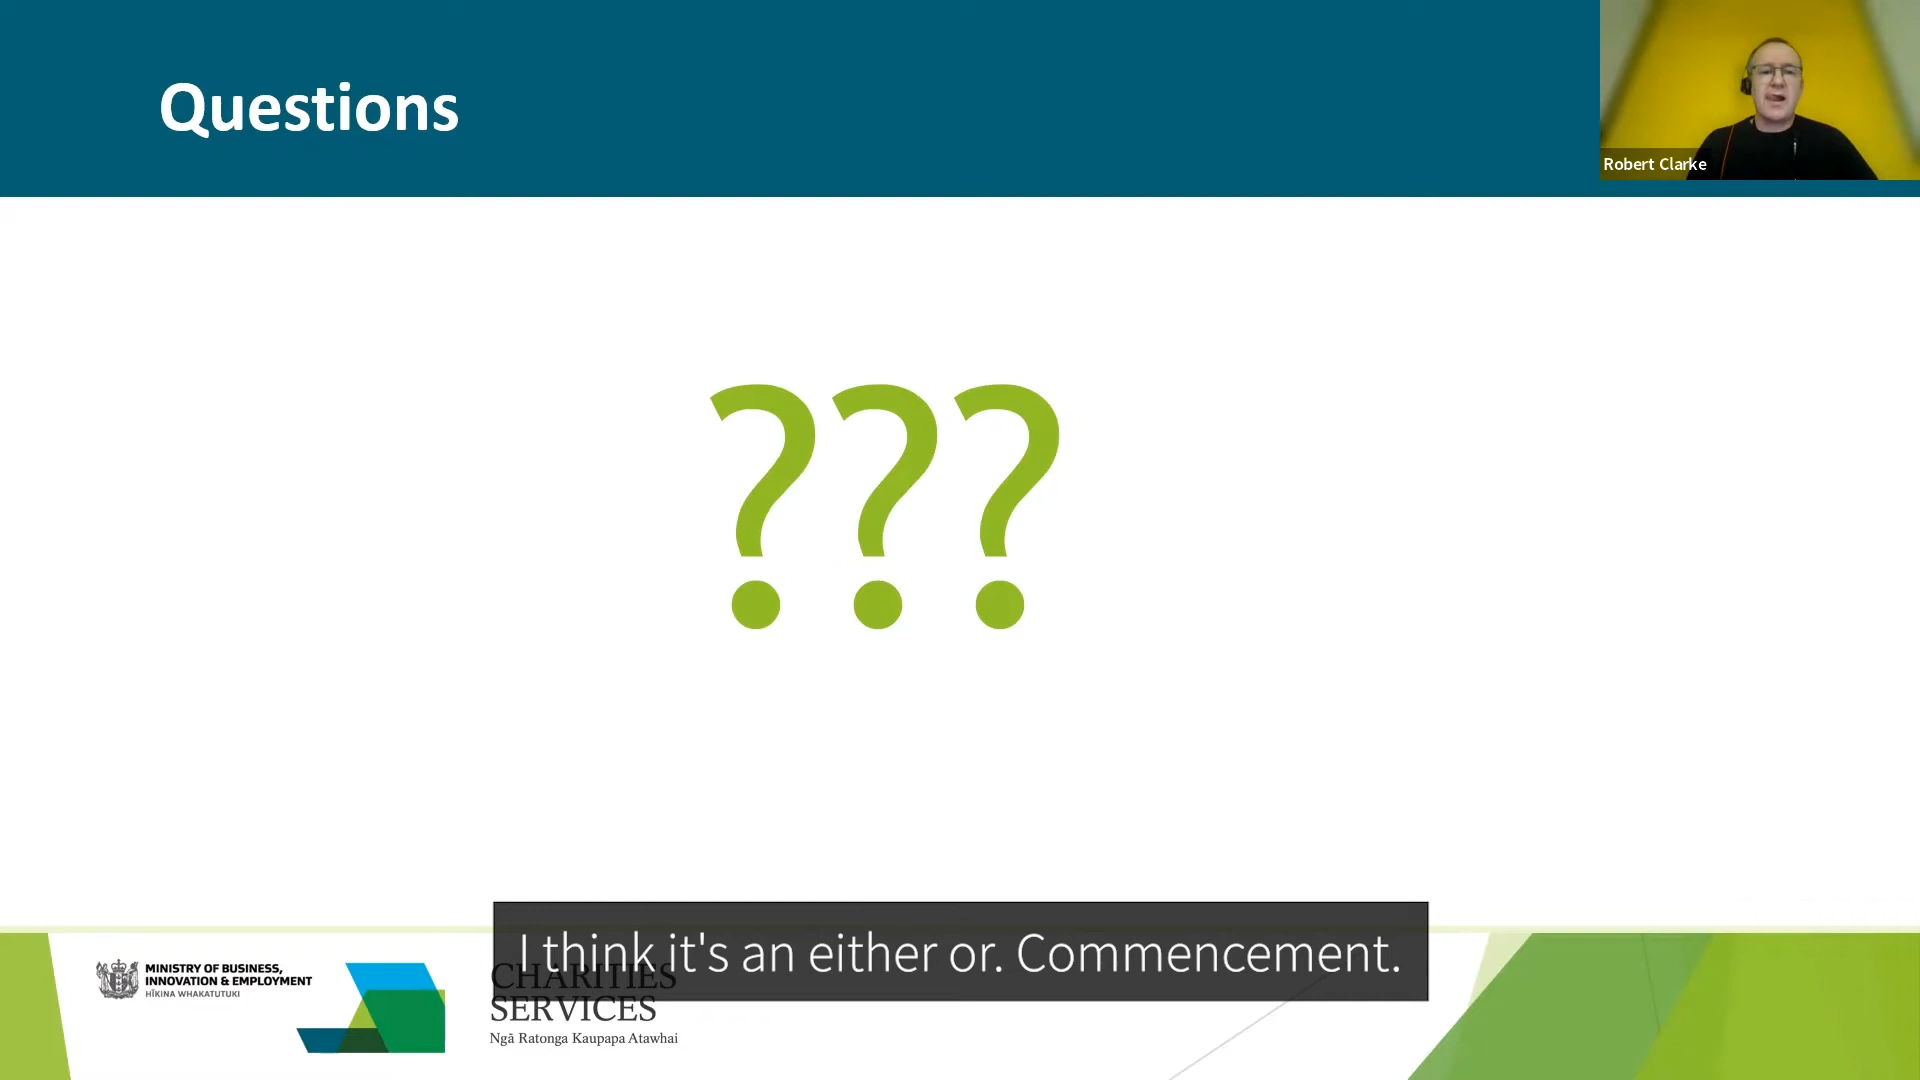 Questions
Robert Clarke
???
I think it's an either or. Commencement.
MINISTRY OF BUSINESS,
INNOVATION & EMPLOYMENT
HĪKINA WHAKATUTUKI
CHARITIES
SERVICES
Ngā Ratonga Kaupapa Atawhai